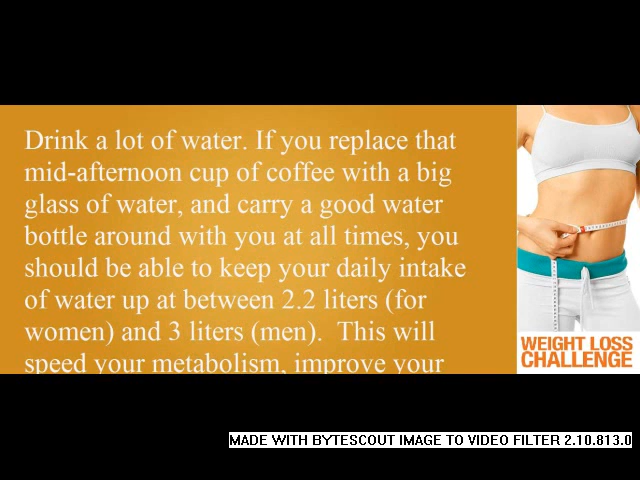 Drink a lot of water. If you replace that
mid-afternoon cup of coffee with a big
glass of water, and carry a good water
bottle around with you at all times, you
should be able to keep your daily intake
of water up at between 2.2 liters (for
women) and 3 liters (men).  This will
speed your metabolism, improve your
WEIGHT LOSS
CHALLENGE
MADE WITH BYTESCOUT IMAGE TO VIDEO FILTER 2.10.813.0